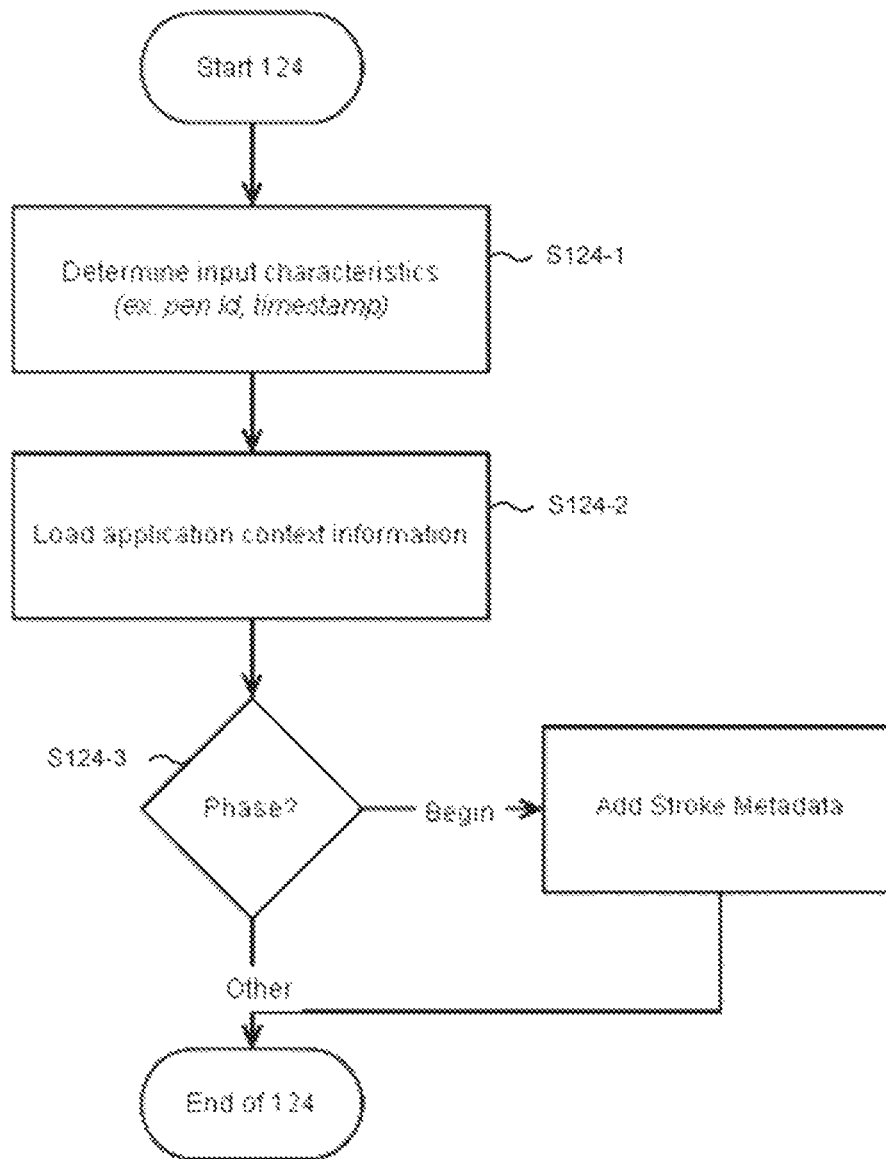 Start 124
Determine input characteristics
(ex. pen id, timestamp)
S124-1
Load application context information
S124-2
S124-3
Phase?
Begin
Add Stroke Metadata
Other
End of 124